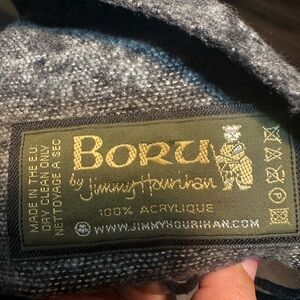 MADE IN THE E.U.
DRY CLEAN ONLY
NETTOYAGE A SEC
BORU
by Jimmy Hourihan
100% ACRYLIQUE
WWW.JIMMYHOURIHAN.COM